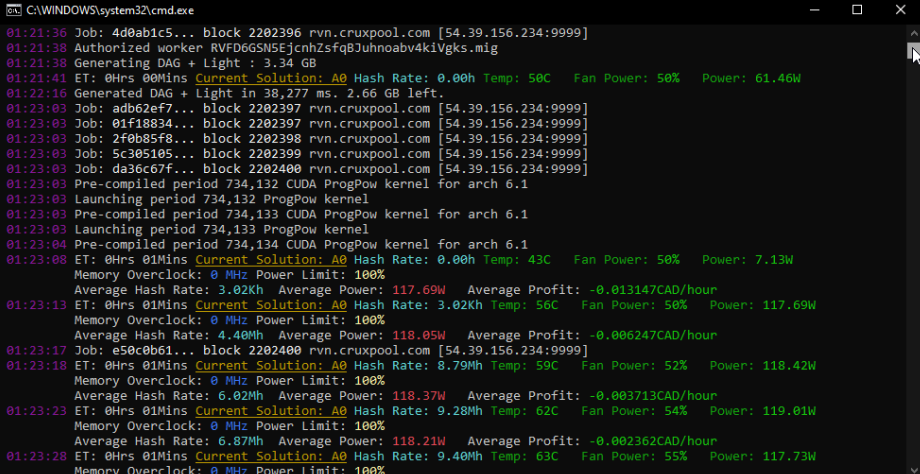 C:\WINDOWS\system32\cmd.exe
01:21:36 Job: 4d0ab1c5... block 2202396 rvn.cruxpool.com [54.39.156.234:9999]
01:21:38 Authorized worker RVFD6GSN5EjcnhZsfqBJuhnoabv4kiVgks.mig
01:21:38 Generating DAG + Light : 3.34 GB
01:21:41 ET: 0Hrs 00Mins Current Solution: A0 Hash Rate: 0.00h Temp: 50C Fan Power: 50% Power: 61.46W
01:22:16 Generated DAG + Light in 38,277 ms. 2.66 GB left.
01:23:03 Job: adb62ef7... block 2202397 rvn.cruxpool.com [54.39.156.234:9999]
01:23:03 Job: 01f18834... block 2202397 rvn.cruxpool.com [54.39.156.234:9999]
01:23:03 Job: 2f0b85f8... block 2202398 rvn.cruxpool.com [54.39.156.234:9999]
01:23:03 Job: 5c305105... block 2202399 rvn.cruxpool.com [54.39.156.234:9999]
01:23:03 Job: da36c67f... block 2202400 rvn.cruxpool.com [54.39.156.234:9999]
01:23:03 Pre-compiled period 734,132 CUDA ProgPow kernel for arch 6.1
01:23:03 Launching period 734,132 ProgPow kernel
01:23:03 Pre-compiled period 734,133 CUDA ProgPow kernel for arch 6.1
01:23:03 Launching period 734,133 ProgPow kernel
01:23:04 Pre-compiled period 734,134 CUDA ProgPow kernel for arch 6.1
01:23:08 ET: 0Hrs 01Mins Current Solution: A0 Hash Rate: 0.00h Temp: 43C Fan Power: 50% Power: 7.13W
Memory Overclock: 0 MHz Power Limit: 100%
Average Hash Rate: 3.02Kh Average Power: 117.69W Average Profit: -0.013147CAD/hour
01:23:13 ET: 0Hrs 01Mins Current Solution: A0 Hash Rate: 3.02Kh Temp: 56C Fan Power: 50% Power: 117.69W
Memory Overclock: 0 MHz Power Limit: 100%
Average Hash Rate: 4.40Mh Average Power: 118.05W Average Profit: -0.006247CAD/hour
01:23:17 Job: e50c0b61... block 2202400 rvn.cruxpool.com [54.39.156.234:9999]
01:23:18 ET: 0Hrs 01Mins Current Solution: A0 Hash Rate: 8.79Mh Temp: 59C Fan Power: 52% Power: 118.42W
Memory Overclock: 0 MHz Power Limit: 100%
Average Hash Rate: 6.02Mh Average Power: 118.37W Average Profit: -0.003713CAD/hour
01:23:23 ET: 0Hrs 01Mins Current Solution: A0 Hash Rate: 9.28Mh Temp: 62C Fan Power: 54% Power: 119.01W
Memory Overclock: 0 MHz Power Limit: 100%
Average Hash Rate: 6.87Mh Average Power: 118.21W Average Profit: -0.002362CAD/hour
01:23:28 ET: 0Hrs 01Mins Current Solution: A0 Hash Rate: 9.40Mh Temp: 63C Fan Power: 55% Power: 117.73W
Memory Overclock: 0 MHz Power Limit: 100%